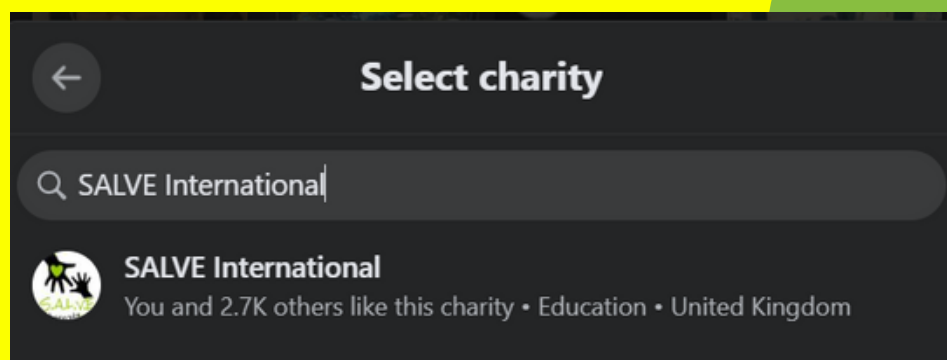 Select charity
SALVE International
SALVE International
You and 2.7K others like this charity • Education • United Kingdom
S.A.L.V.E